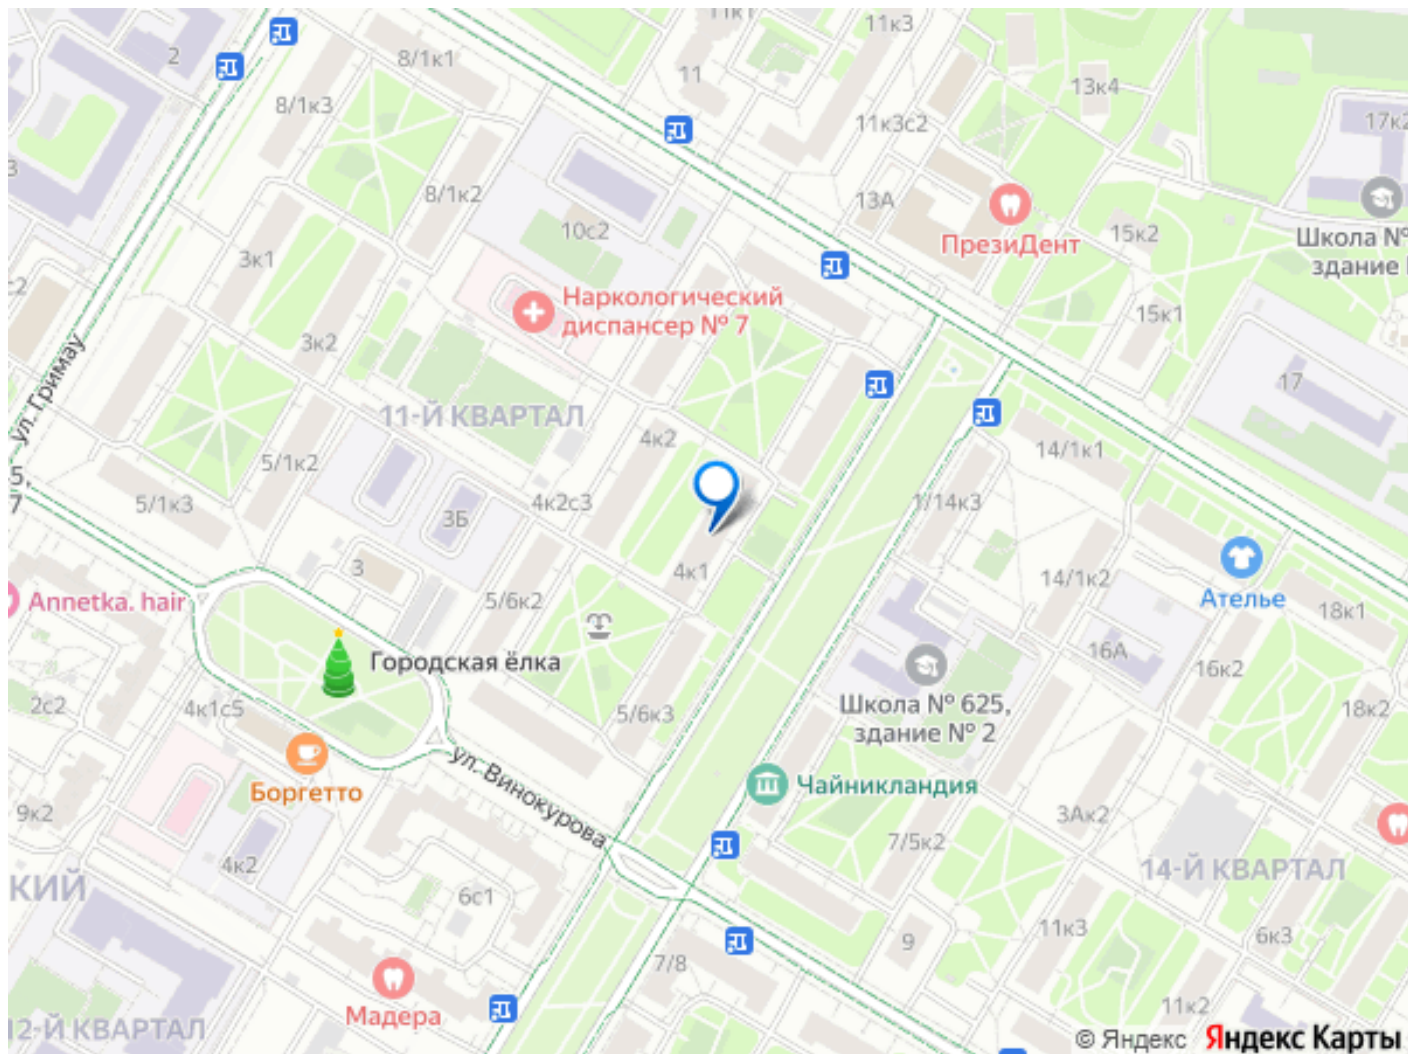 11к1
11к3
8/1к1
2
11
13к4
8/1к3
11к3с2
17к2
8/1к2
13А
10с2
15к2
ПрезиДент
Школа №
здание
3к1
Наркологический
диспансер № 7
15к1
3к2
ул. Гримау
17
11-Й КВАРТАЛ
4к2
14/1к1
5/1к2
5/1к3
4к2с3
1/14к3
3Б
3
4к1
14/1к2
Ателье
Annetka. hair
5/6к2
18к1
Городская ёлка
16А
16к2
2с2
4к1с5
5/6к3
Школа № 625,
здание № 2
18к2
ул. Винокурова
Боргетто
Чайникландия
9к2
3Ак2
7/5к2
4к2
14-Й КВАРТАЛ
КИЙ
6с1
11к3
6к3
9
7/8
Мадера
11к2
12-Й КВАРТАЛ
© Яндекс Яндекс Карты